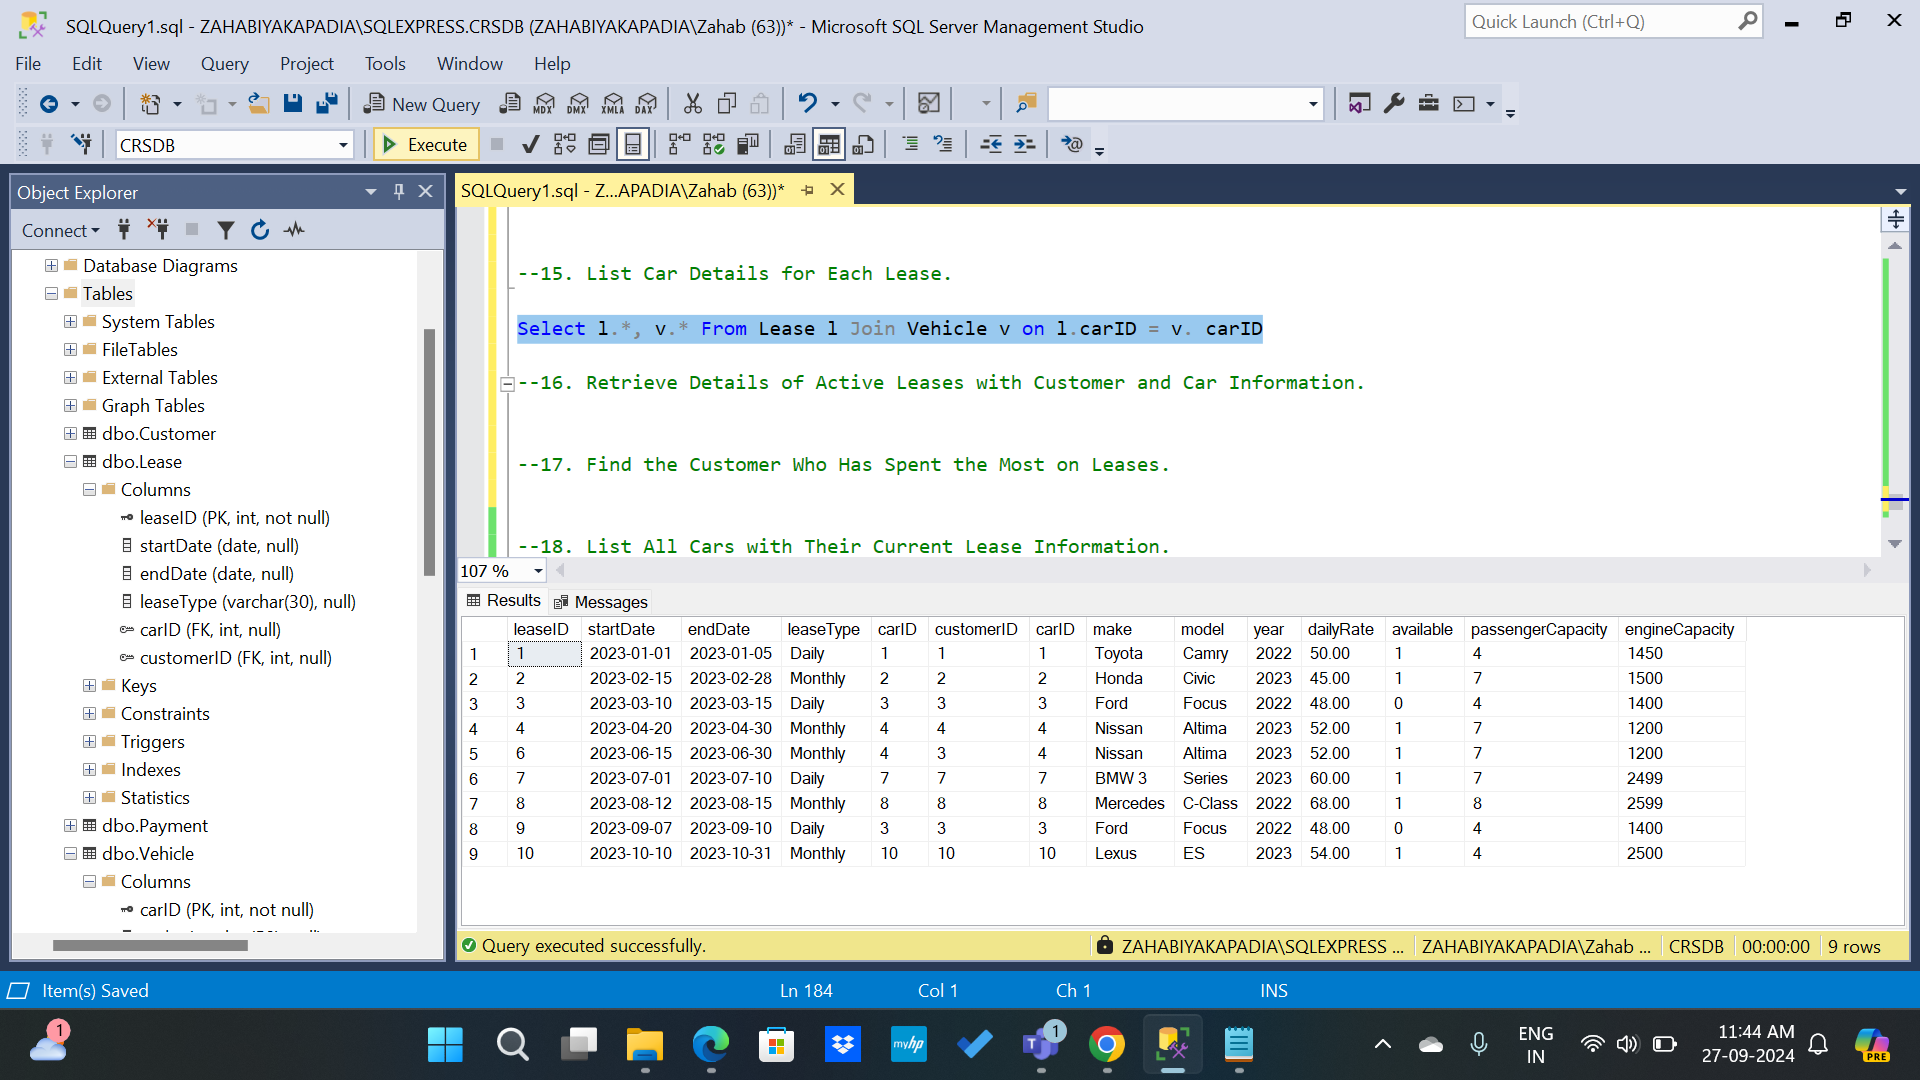 SQLQuery1.sql - ZAHABIYAKAPADIA\SQLEXPRESS.CRSDB (ZAHABIYAKAPADIA\Zahab (63))* - Microsoft SQL Server Management Studio
Quick Launch (Ctrl+Q)
File Edit View Query Project Tools Window Help
New Query MDX DMX XMLA DAX
CRSDB Execute
Object Explorer
SQLQuery1.sql - Z...APADIA\Zahab (63))*
Connect
Database Diagrams
Tables
System Tables
FileTables
External Tables
Graph Tables
dbo.Customer
dbo.Lease
Columns
leaseID (PK, int, not null)
startDate (date, null)
endDate (date, null)
leaseType (varchar(30), null)
carID (FK, int, null)
customerID (FK, int, null)
Keys
Constraints
Triggers
Indexes
Statistics
dbo.Payment
dbo.Vehicle
Columns
carID (PK, int, not null)
--15. List Car Details for Each Lease.
Select l.*, v.* From Lease l Join Vehicle v on l.carID = v. carID
--16. Retrieve Details of Active Leases with Customer and Car Information.
--17. Find the Customer Who Has Spent the Most on Leases.
--18. List All Cars with Their Current Lease Information.
107 %
Results Messages
leaseID startDate endDate leaseType carID customerID carID make model year dailyRate available passengerCapacity engineCapacity
1 1 2023-01-01 2023-01-05 Daily 1 1 1 Toyota Camry 2022 50.00 1 4 1450
2 2 2023-02-15 2023-02-28 Monthly 2 2 2 Honda Civic 2023 45.00 1 7 1500
3 3 2023-03-10 2023-03-15 Daily 3 3 3 Ford Focus 2022 48.00 0 4 1400
4 4 2023-04-20 2023-04-30 Monthly 4 4 4 Nissan Altima 2023 52.00 1 7 1200
5 6 2023-06-15 2023-06-30 Monthly 4 3 4 Nissan Altima 2023 52.00 1 7 1200
6 7 2023-07-01 2023-07-10 Daily 7 7 7 BMW 3 Series 2023 60.00 1 7 2499
7 8 2023-08-12 2023-08-15 Monthly 8 8 8 Mercedes C-Class 2022 68.00 1 8 2599
8 9 2023-09-07 2023-09-10 Daily 3 3 3 Ford Focus 2022 48.00 0 4 1400
9 10 2023-10-10 2023-10-31 Monthly 10 10 10 Lexus ES 2023 54.00 1 4 2500
Query executed successfully. ZAHABIYAKAPADIA\SQLEXPRESS ... ZAHABIYAKAPADIA\Zahab ... CRSDB 00:00:00 9 rows
Item(s) Saved Ln 184 Col 1 Ch 1 INS
1 myhp 1 ENG 11:44 AM
IN 27-09-2024 PRE